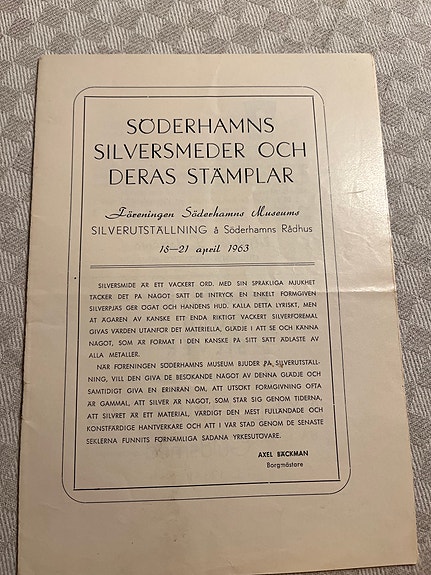 SÖDERHAMNS
SILVERSMEDER OCH
DERAS STÄMPLAR
Föreningen Söderhamns Museums
SILVERUTSTÄLLNING å Söderhamns Rådhus
18—21 april 1963
SILVERSMIDE ÄR ETT VACKERT ORD. MED SIN SPRÅKLIGA MJUKHET
TÄCKER DET PÅ NÅGOT SÄTT DE INTRYCK EN ENKELT FORMGIVEN
SILVERPJÄS GER ÖGAT OCH HANDENS HUD. KALLA DETTA LYRISKT, MEN
AT ÄGAREN AV KANSKE ETT ENDA RIKTIGT VACKERT SILVERFÖREMÅL
GIVAS VÄRDEN UTANFÖR DET MATERIELLA, GLÄDJE I ATT SE OCH KÄNNA
NÅGOT, SOM ÄR FORMAT I DEN KANSKE PÅ SITT SÄTT ÄDLASTE AV
ALLA METALLER.
NÄR FÖRENINGEN SÖDERHAMNS MUSEUM BJUDER PÅ SILVERUTSTÄLL-
NING, VILL DEN GIVA DE BESÖKANDE NÅGOT AV DENNA GLÄDJE OCH
SAMTIDIGT GIVA EN ERINRAN OM, ATT UTSÖKT FORMGIVNING OFTA
ÄR GAMMAL, ATT SILVER ÄR NÅGOT, SOM STÅR SIG GENOM TIDERNA,
ATT SILVRET ÄR ETT MATERIAL, VÄRDIGT DEN MEST FULLÄNDADE OCH
KONSTFÄRDIGE HANTVERKARE OCH ATT I VÅR STAD GENOM DE SENASTE
SEKLERNA FUNNITS FÖRNÄMLIGA SÅDANA YRKESUTÖVARE.
AXEL BÄCKMAN
Borgmästare